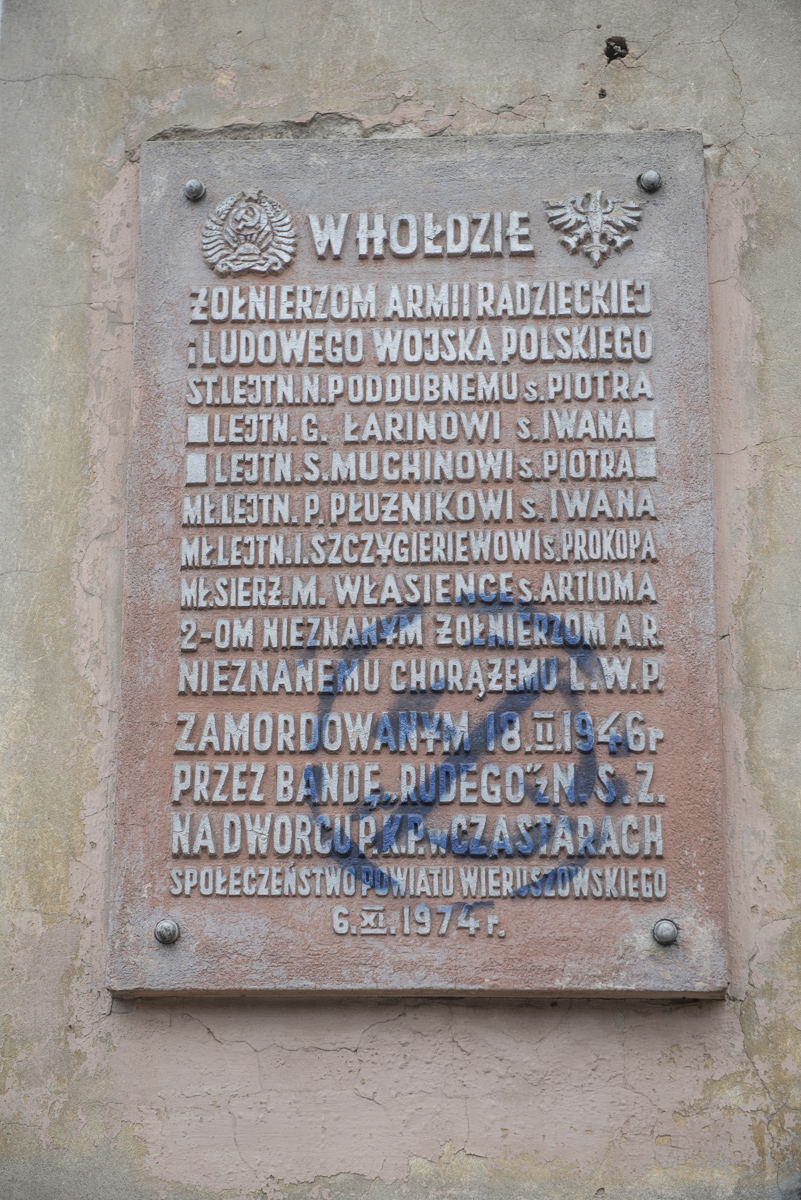 W HOŁDZIE
ŻOŁNIERZOM ARMII RADZIECKIEJ
i LUDOWEGO WOJSKA POLSKIEGO
ST. LEJTN. N. PODDUBNEMU s. PIOTRA
LEJTN. G. ŁARINOWI s. IWANA
LEJTN. S. MUCHINOWI s. PIOTRA
MŁ. LEJTN. P. PŁUŻNIKOWI s. IWANA
MŁ. LEJTN. I. SZCZYGIERIEWOWI s. PROKOPA
MŁ. SIERŻ. M. WŁASIENCE s. ARTIOMA
2-OM NIEZNANYM ŻOŁNIERZOM A.R.
NIEZNANEMU CHORĄŻEMU L.W.P.
ZAMORDOWANYM 18.II.1946r.
PRZEZ BANDĘ „RUDEGO” z N.S.Z.
NA DWORCU P.K.P. w CZASTARACH
SPOŁECZEŃSTWO POWIATU WIERUSZOWSKIEGO
6.XI.1974r.